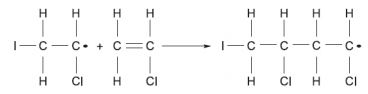 H H H H H H H H
I — C — C• + C = C → I — C — C — C — C•
H Cl H Cl H Cl H Cl